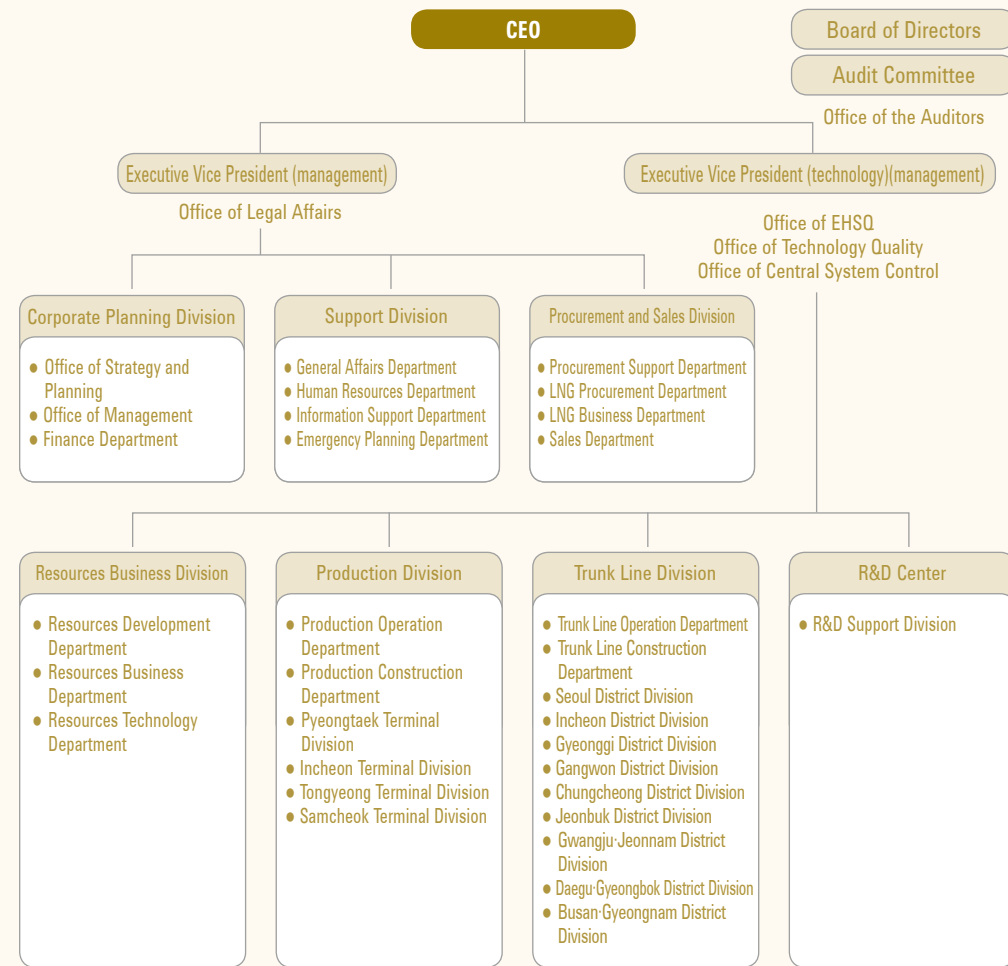 CEO
Board of Directors
Audit Committee
Office of the Auditors
Executive Vice President (management)
Office of Legal Affairs
Executive Vice President (technology)(management)
Office of EHSQ
Office of Technology Quality
Office of Central System Control
Corporate Planning Division
● Office of Strategy and
Planning
● Office of Management
● Finance Department
Support Division
● General Affairs Department
● Human Resources Department
● Information Support Department
● Emergency Planning Department
Procurement and Sales Division
● Procurement Support Department
● LNG Procurement Department
● LNG Business Department
● Sales Department
Resources Business Division
● Resources Development
Department
● Resources Business
Department
● Resources Technology
Department
Production Division
● Production Operation
Department
● Production Construction
Department
● Pyeongtaek Terminal
Division
● Incheon Terminal Division
● Tongyeong Terminal Division
● Samcheok Terminal Division
Trunk Line Division
● Trunk Line Operation Department
● Trunk Line Construction
Department
● Seoul District Division
● Incheon District Division
● Gyeonggi District Division
● Gangwon District Division
● Chungcheong District Division
● Jeonbuk District Division
● Gwangju·Jeonnam District
Division
● Daegu·Gyeongbok District Division
● Busan·Gyeongnam District
Division
R&D Center
● R&D Support Division